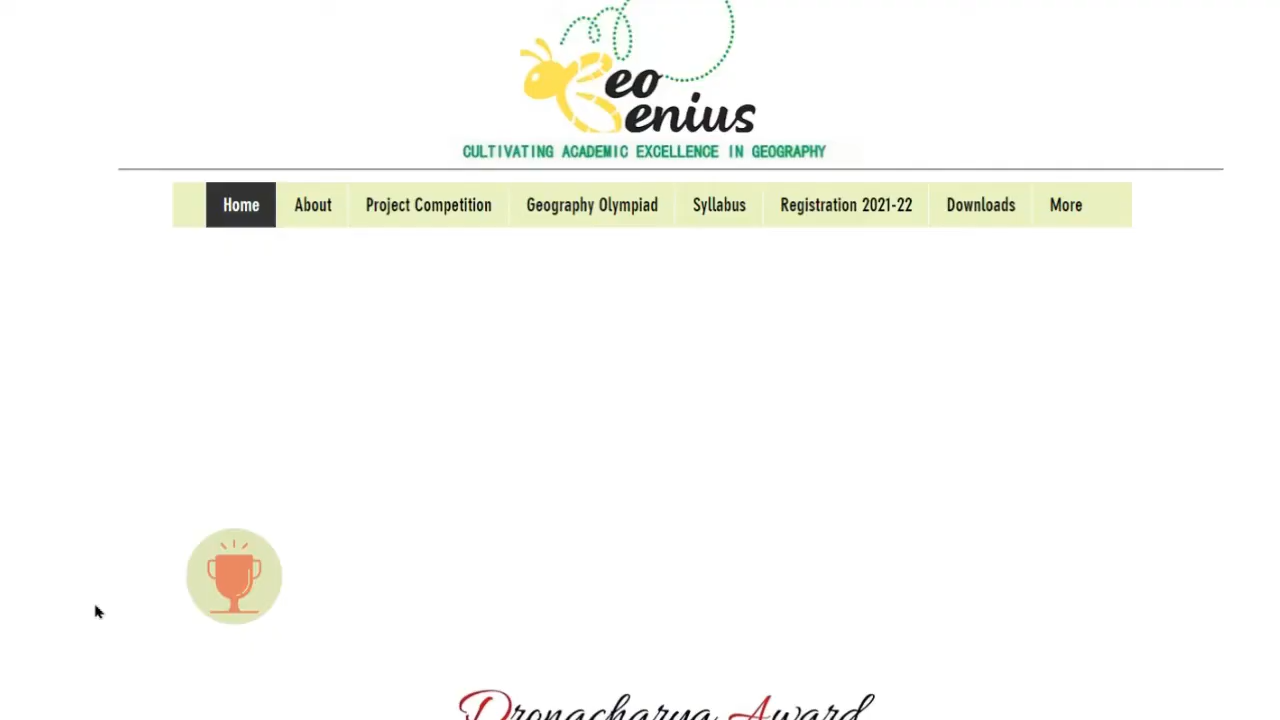 eo
enius
CULTIVATING ACADEMIC EXCELLENCE IN GEOGRAPHY
Home About Project Competition Geography Olympiad Syllabus Registration 2021-22 Downloads More
Dronacharya Award